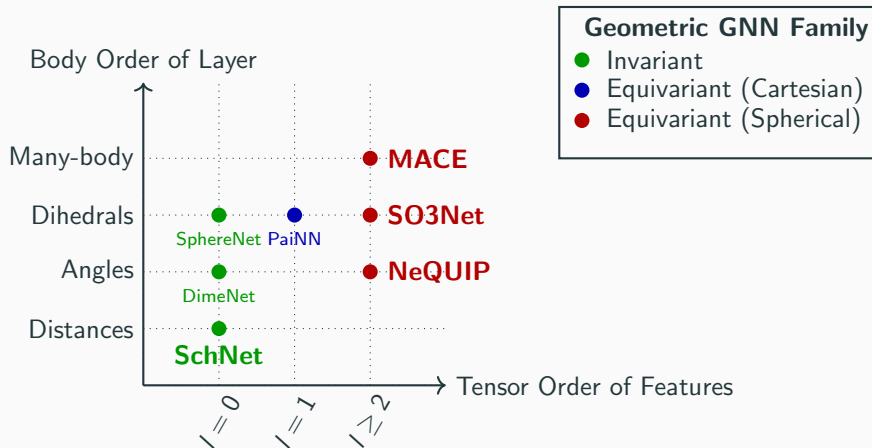 Geometric GNN Family
Invariant
Equivariant (Cartesian)
Equivariant (Spherical)
Body Order of Layer
Many-body
MACE
Dihedrals
SO3Net
SphereNet PaiNN
Angles
NeQUIP
DimeNet
Distances
SchNet
Tensor Order of Features
l = 0
l = 1
l ≥ 2